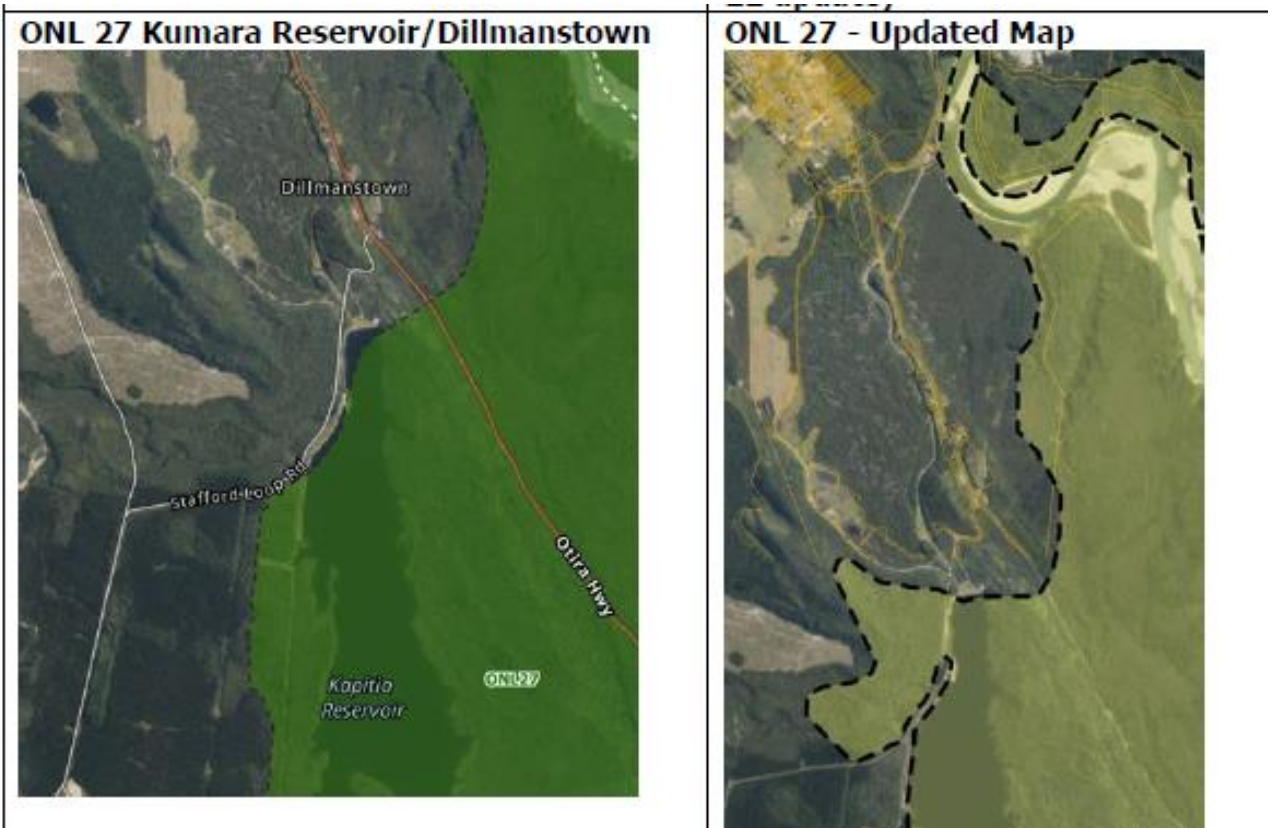 ONL 27 Kumara Reservoir/Dillmanstown
ONL 27 - Updated Map
Dillmanstown
Stafford Loop Rd
Otira Hwy
Kapitia
Reservoir
ONL27